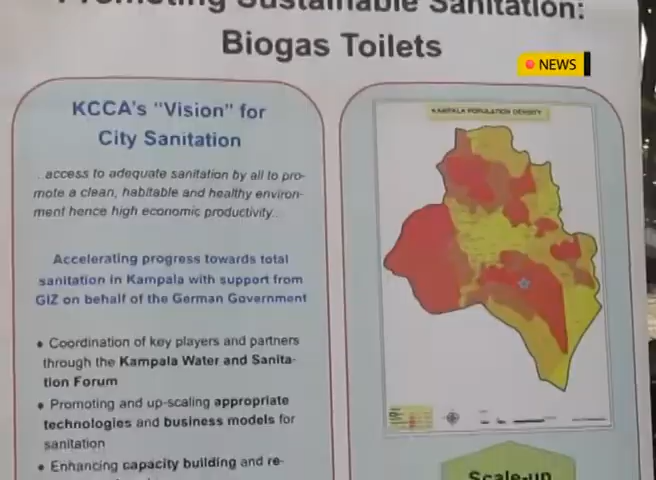 Promoting Sustainable Sanitation:
Biogas Toilets
NEWS
KCCA's "Vision" for
City Sanitation
..access to adequate sanitation by all to pro-
mote a clean, habitable and healthy environ-
ment hence high economic productivity..
Accelerating progress towards total
sanitation in Kampala with support from
GIZ on behalf of the German Government
• Coordination of key players and partners
through the Kampala Water and Sanita-
tion Forum
• Promoting and up-scaling appropriate
technologies and business models for
sanitation
• Enhancing capacity building and re-
KAMPALA POPULATION DENSITY
Scale-up